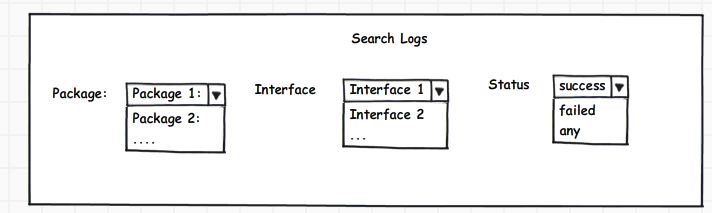 Search Logs
Package:
Package 1:
Package 2:
....
Interface
Interface 1
Interface 2
...
Status
success
failed
any